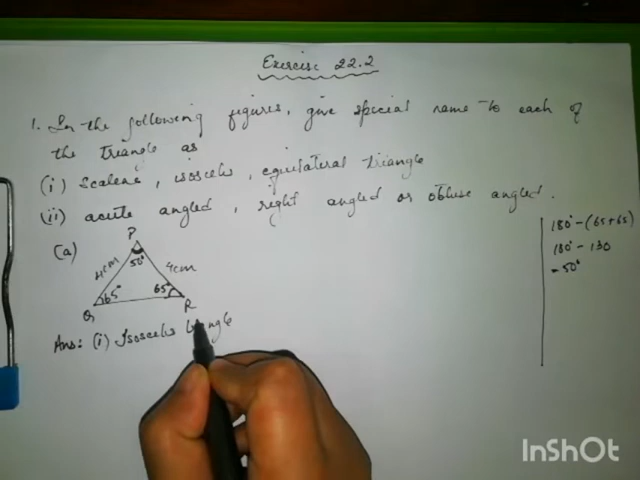 Exercise 22.2
1. In the following figures, give special name to each of
the triangle as
(i) Scalene, isosceles, equilateral triangle
(ii) acute angled, right angled or obtuse angled.
(a)
P
50°
4cm
4cm
65°
65°
Q
R
Ans: (i) Isosceles
180° - (65+65)
180° - 130
= 50°
InShOt